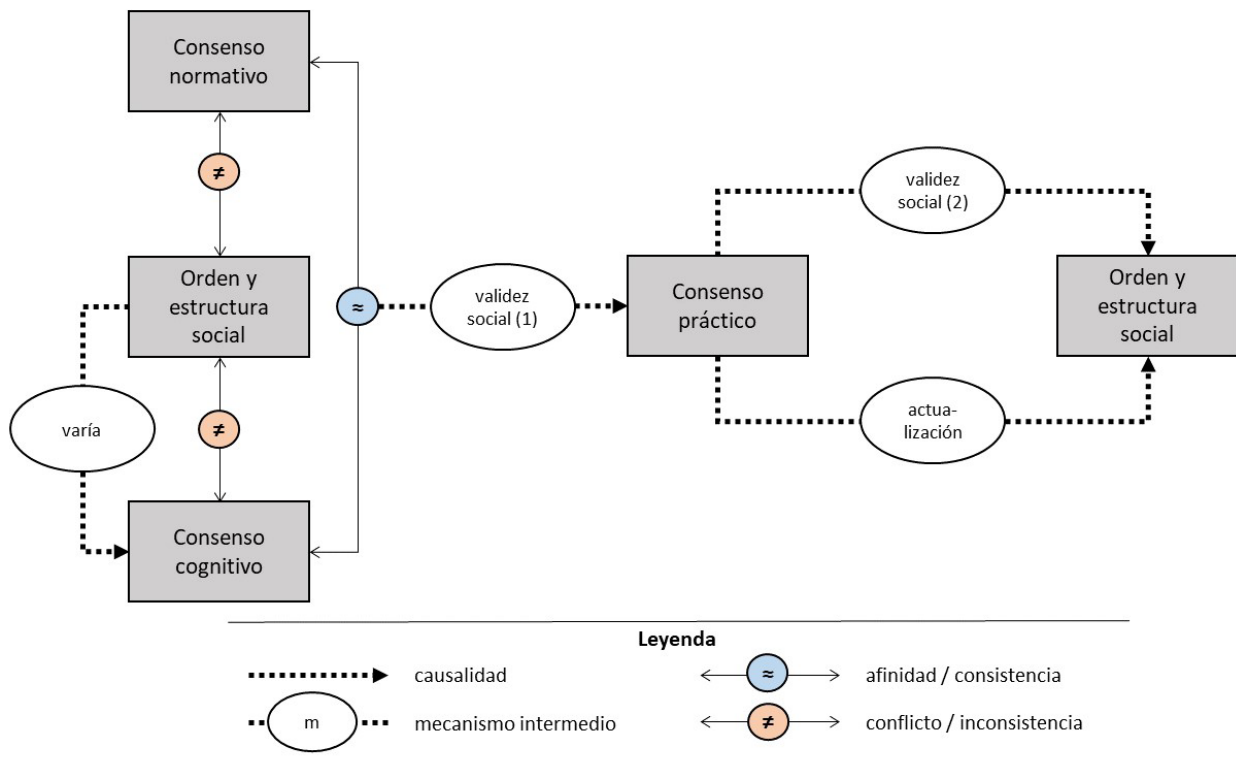 Consenso
normativo
≠
Orden y
estructura
social
varía
≠
Consenso
cognitivo
≈
validez
social (1)
Consenso
práctico
validez
social (2)
actua-
lización
Orden y
estructura
social
Leyenda
causalidad
m
mecanismo intermedio
≈
afinidad / consistencia
≠
conflicto / inconsistencia